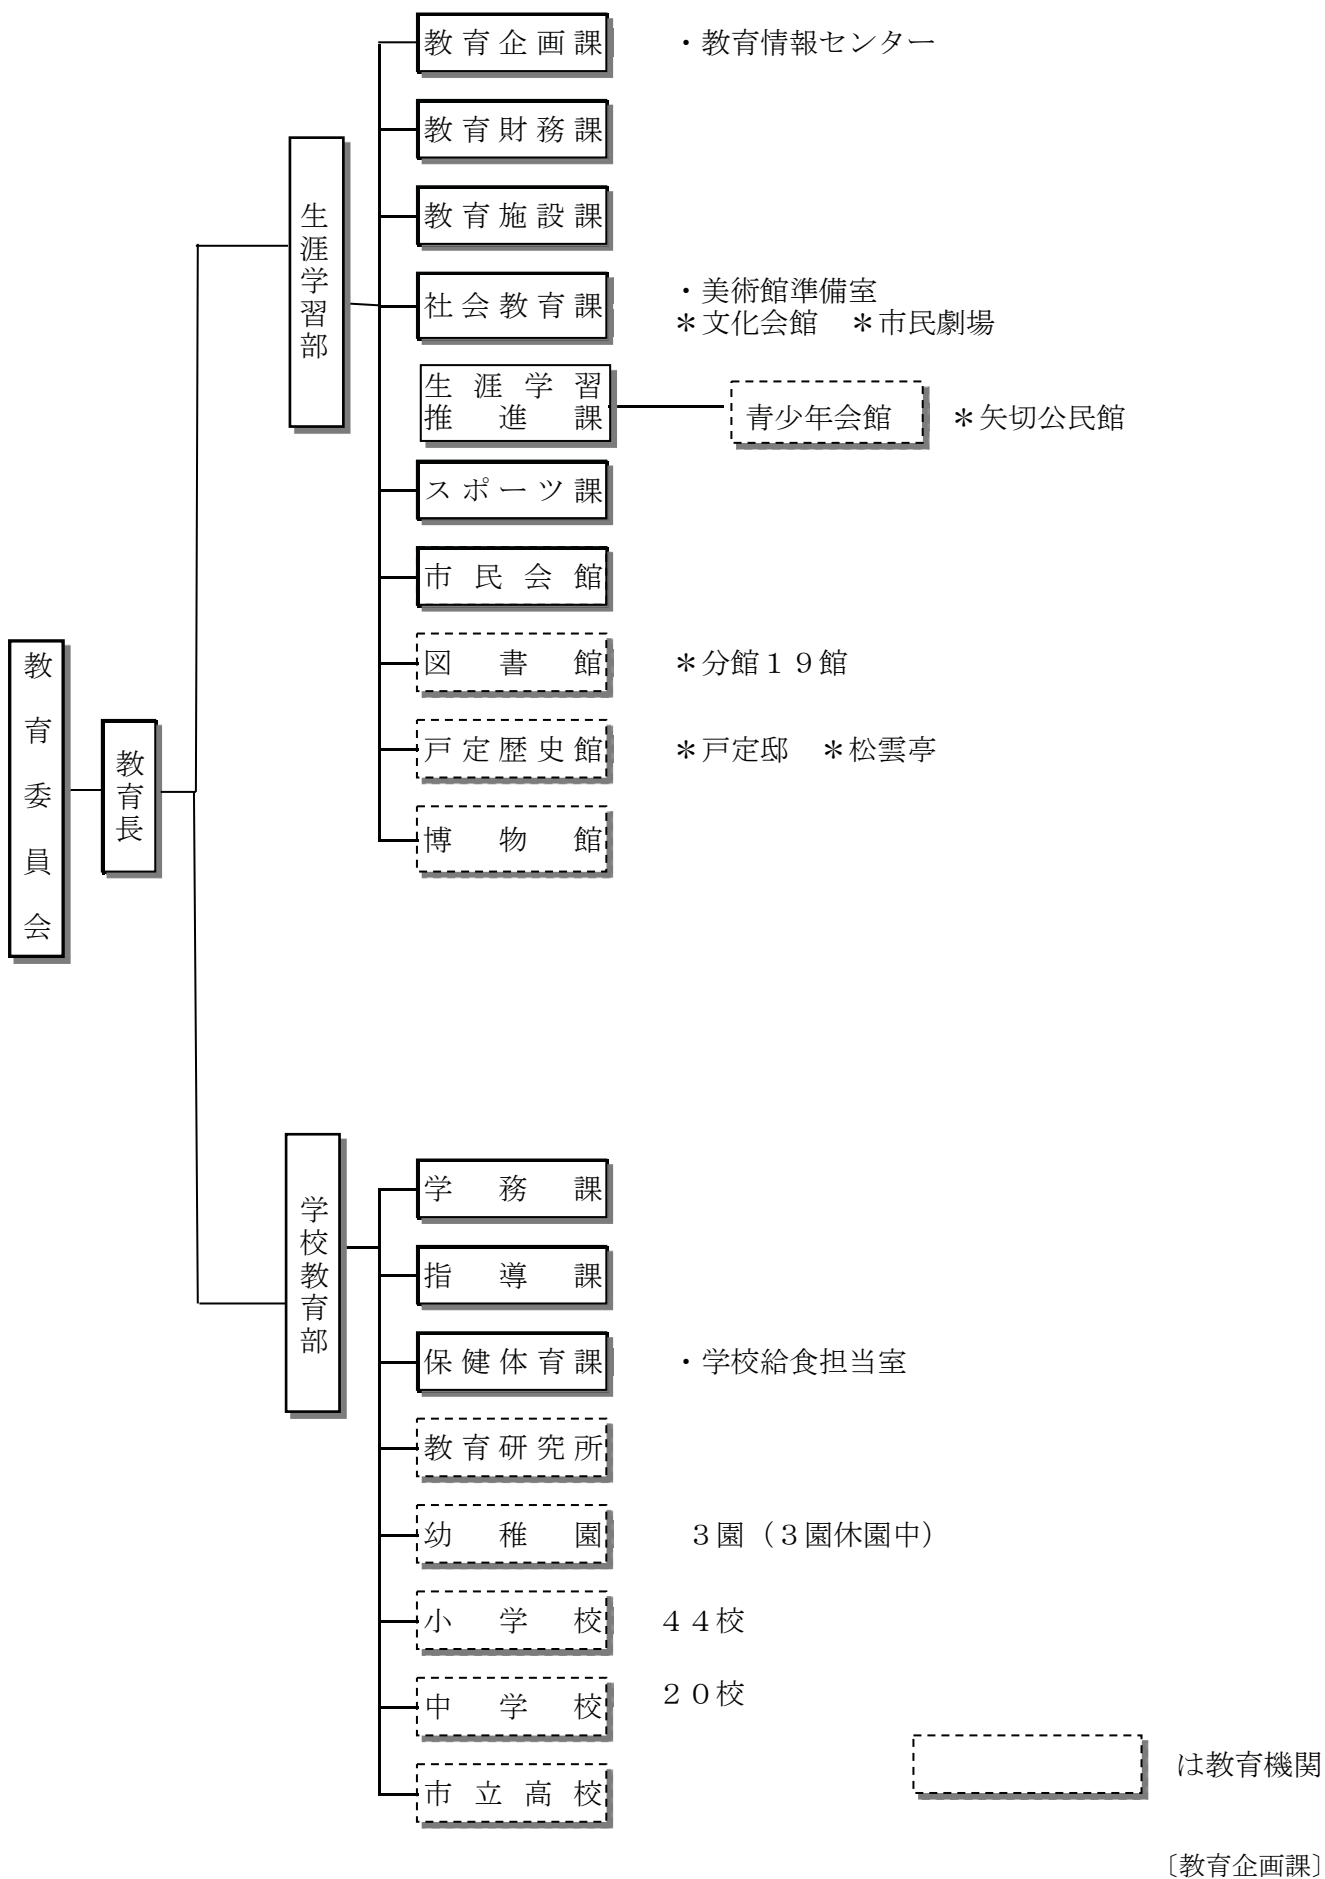 教育委員会
教育長
生涯学習部
教育企画課 ・教育情報センター
教育財務課
教育施設課
社会教育課 ・美術館準備室
＊文化会館 ＊市民劇場
生涯学習
推進課
青少年会館 ＊矢切公民館
スポーツ課
市民会館
図書館 ＊分館１９館
戸定歴史館 ＊戸定邸 ＊松雲亭
博物館
学校教育部
学務課
指導課
保健体育課 ・学校給食担当室
教育研究所
幼稚園 ３園（３園休園中）
小学校 ４４校
中学校 ２０校
市立高校
は教育機関
〔教育企画課〕